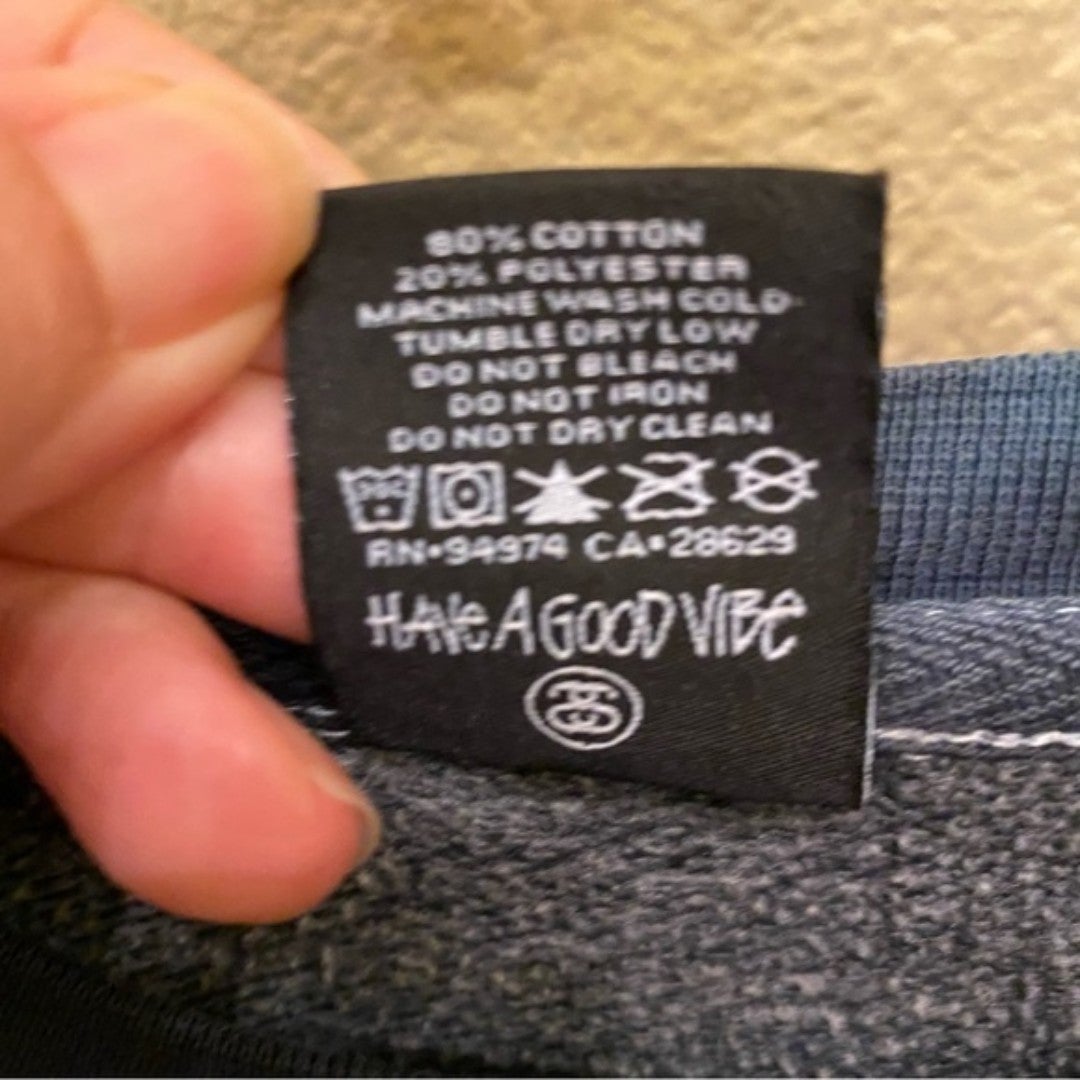 80% COTTON
20% POLYESTER
MACHINE WASH COLD
TUMBLE DRY LOW
DO NOT BLEACH
DO NOT IRON
DO NOT DRY CLEAN
RN•94974 CA•28629
HAVE A GOOD VIBE